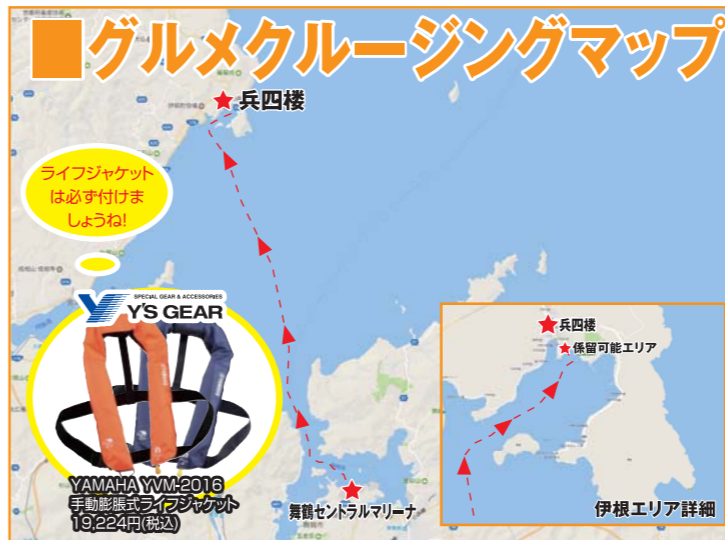 ■グルメクルージングマップ
兵四楼
ライフジャケット
は必ず付けま
しょうね!
SPECIAL GEAR & ACCESSORIES
Y'S GEAR
YAMAHA YVM-2016
手動膨脹式ライフジャケット
19,224円(税込)
舞鶴セントラルマリーナ
兵四楼
係留可能エリア
伊根エリア詳細